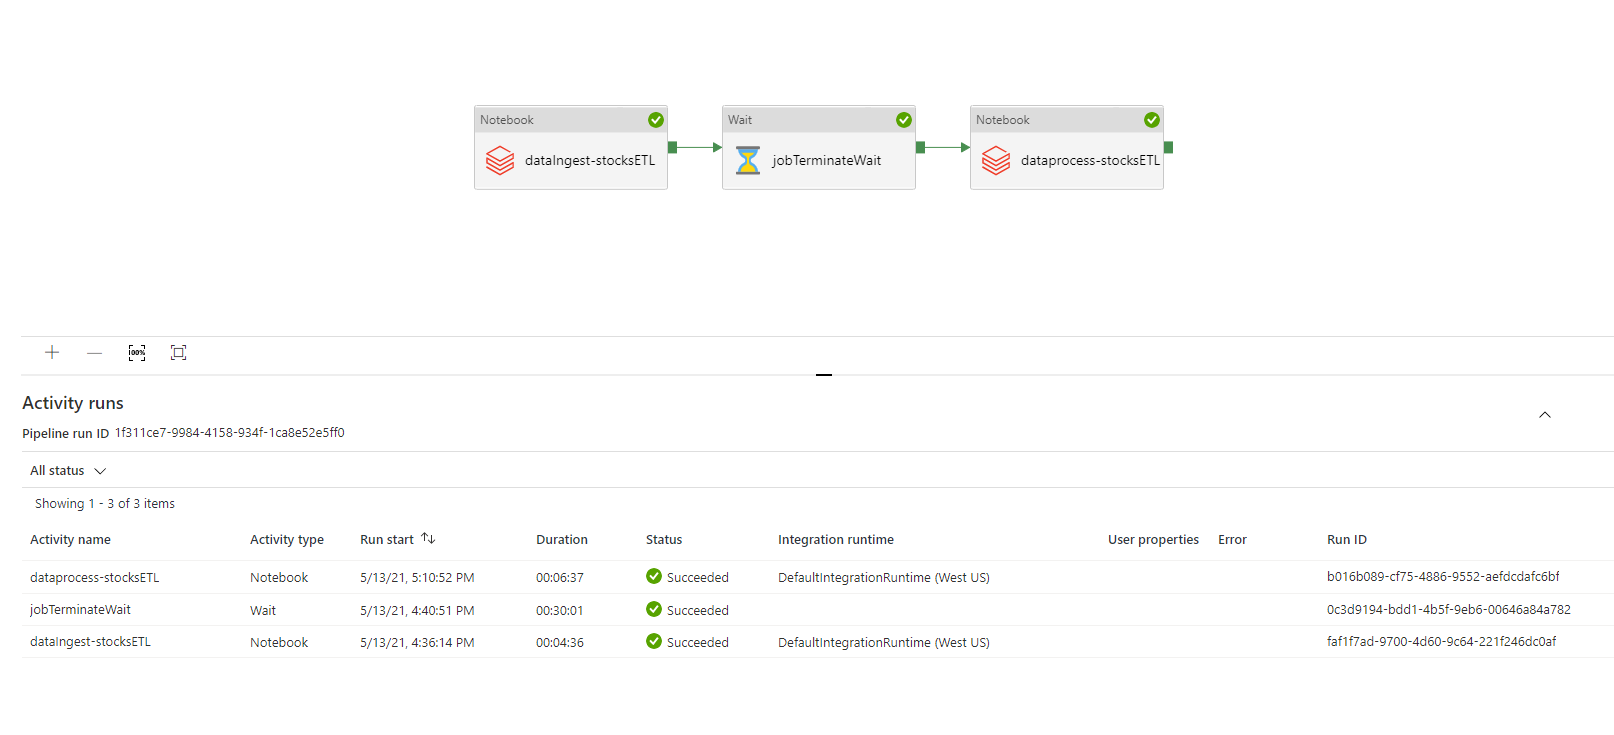 Notebook
dataIngest-stocksETL
Wait
jobTerminateWait
Notebook
dataprocess-stocksETL
100%
Activity runs
Pipeline run ID 1f311ce7-9984-4158-934f-1ca8e52e5ff0
All status
Showing 1 - 3 of 3 items
Activity name Activity type Run start Duration Status Integration runtime User properties Error Run ID
dataprocess-stocksETL Notebook 5/13/21, 5:10:52 PM 00:06:37 Succeeded DefaultIntegrationRuntime (West US) b016b089-cf75-4886-9552-aefdcdafc6bf
jobTerminateWait Wait 5/13/21, 4:40:51 PM 00:30:01 Succeeded 0c3d9194-bdd1-4b5f-9eb6-00646a84a782
dataIngest-stocksETL Notebook 5/13/21, 4:36:14 PM 00:04:36 Succeeded DefaultIntegrationRuntime (West US) faf1f7ad-9700-4d60-9c64-221f246dc0af